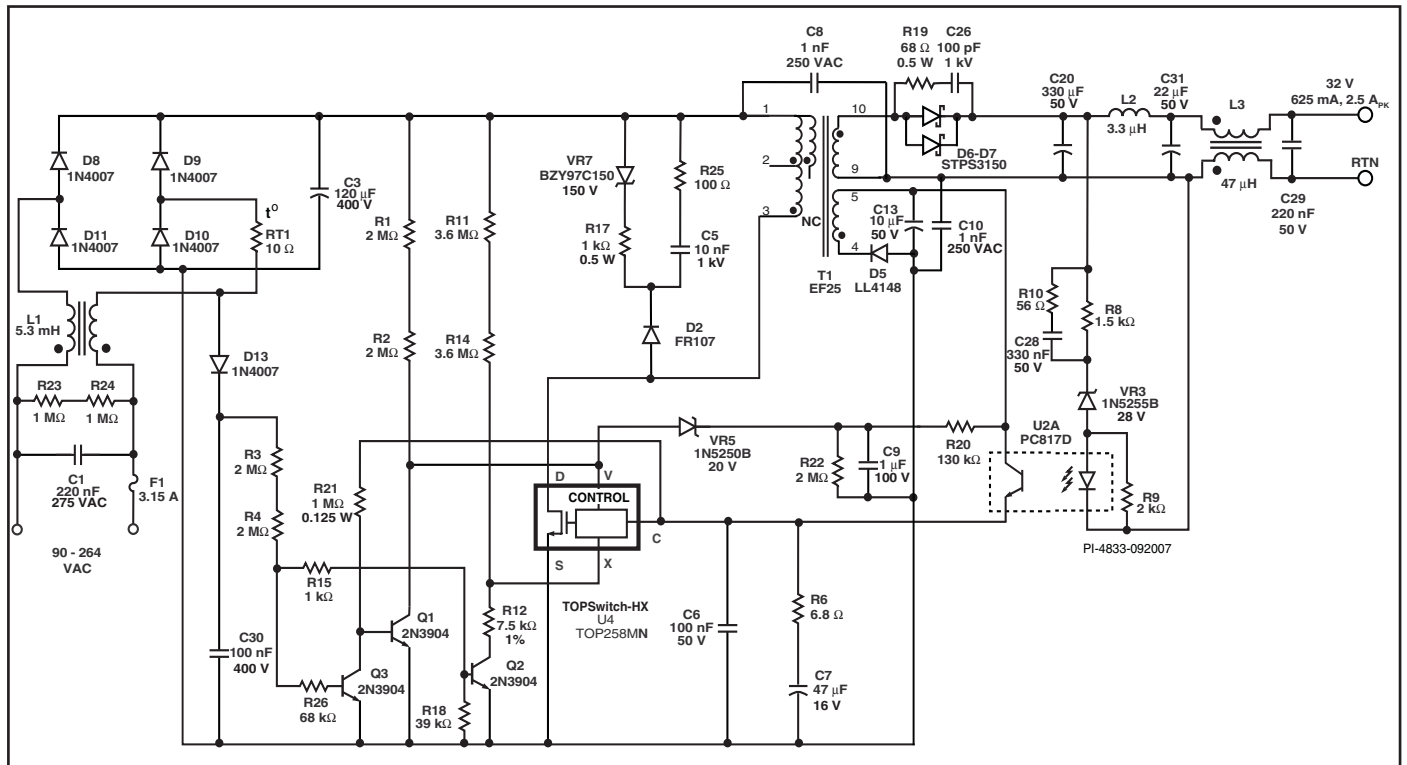 C8
1 nF
250 VAC
R19
68 Ω
0.5 W
C26
100 pF
1 kV
C20
330 μF
50 V
C31
22 μF
50 V
L2
3.3 μH
L3
47 μH
32 V
625 mA, 2.5 A_PK
RTN
C29
220 nF
50 V
1
2
3
10
9
5
4
NC
D6-D7
STPS3150
D8
1N4007
D9
1N4007
D11
1N4007
D10
1N4007
C3
120 μF
400 V
t°
RT1
10 Ω
R1
2 MΩ
R11
3.6 MΩ
VR7
BZY97C150
150 V
R25
100 Ω
R17
1 kΩ
0.5 W
C5
10 nF
1 kV
C13
10 μF
50 V
C10
1 nF
250 VAC
T1
EF25
D5
LL4148
L1
5.3 mH
D13
1N4007
R2
2 MΩ
R14
3.6 MΩ
D2
FR107
R10
56 Ω
R8
1.5 kΩ
C28
330 nF
50 V
VR3
1N5255B
28 V
R23
1 MΩ
R24
1 MΩ
C1
220 nF
275 VAC
F1
3.15 A
90 - 264
VAC
R3
2 MΩ
R4
2 MΩ
R21
1 MΩ
0.125 W
VR5
1N5250B
20 V
R22
2 MΩ
C9
1 μF
100 V
R20
130 kΩ
U2A
PC817D
R9
2 kΩ
PI-4833-092007
D
V
CONTROL
C
S
X
TOPSwitch-HX
U4
TOP258MN
R15
1 kΩ
R12
7.5 kΩ
1%
C6
100 nF
50 V
R6
6.8 Ω
C7
47 μF
16 V
C30
100 nF
400 V
Q1
2N3904
Q3
2N3904
Q2
2N3904
R26
68 kΩ
R18
39 kΩ